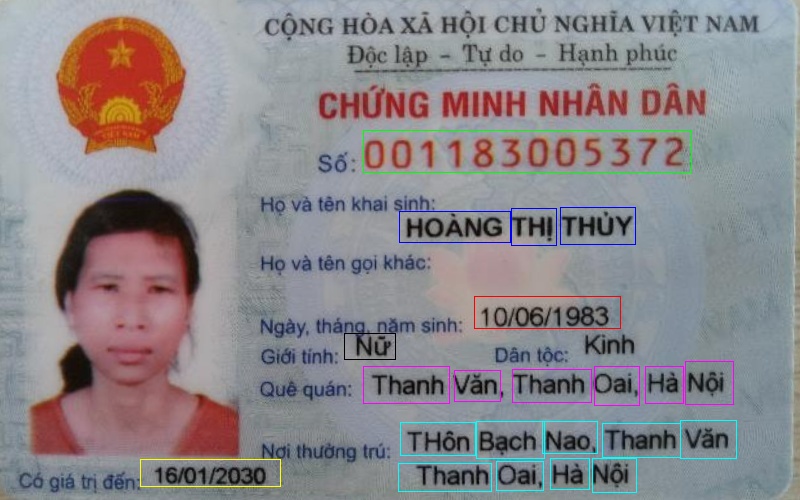 CỘNG HÒA XÃ HỘI CHỦ NGHĨA VIỆT NAM
Độc lập – Tự do – Hạnh phúc
CHỨNG MINH NHÂN DÂN
Số: 001183005372
Họ và tên khai sinh:
HOÀNG THỊ THỦY
Họ và tên gọi khác:
Ngày, tháng, năm sinh: 10/06/1983
Giới tính: Nữ Dân tộc: Kinh
Quê quán: Thanh Văn, Thanh Oai, Hà Nội
Nơi thường trú: THôn Bạch Nao, Thanh Văn
Thanh Oai, Hà Nội
Có giá trị đến: 16/01/2030